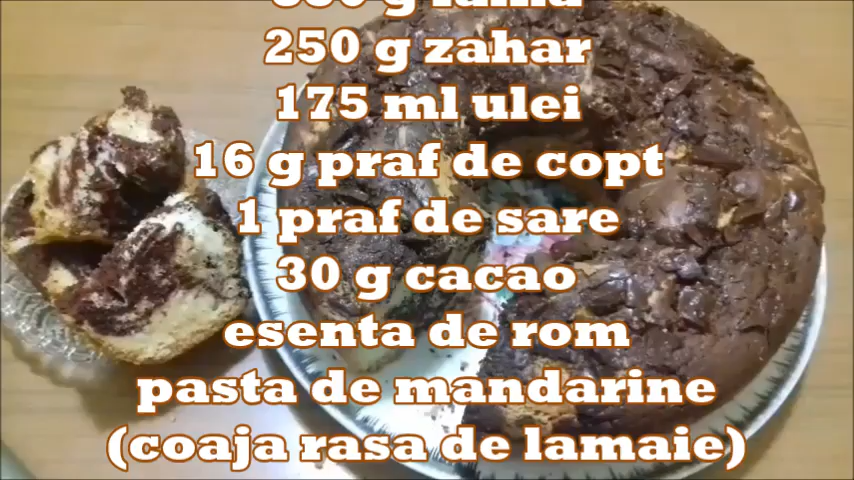 250 g zahar
175 ml ulei
16 g praf de copt
1 praf de sare
30 g cacao
esenta de rom
pasta de mandarine
(coaja rasa de lamaie)